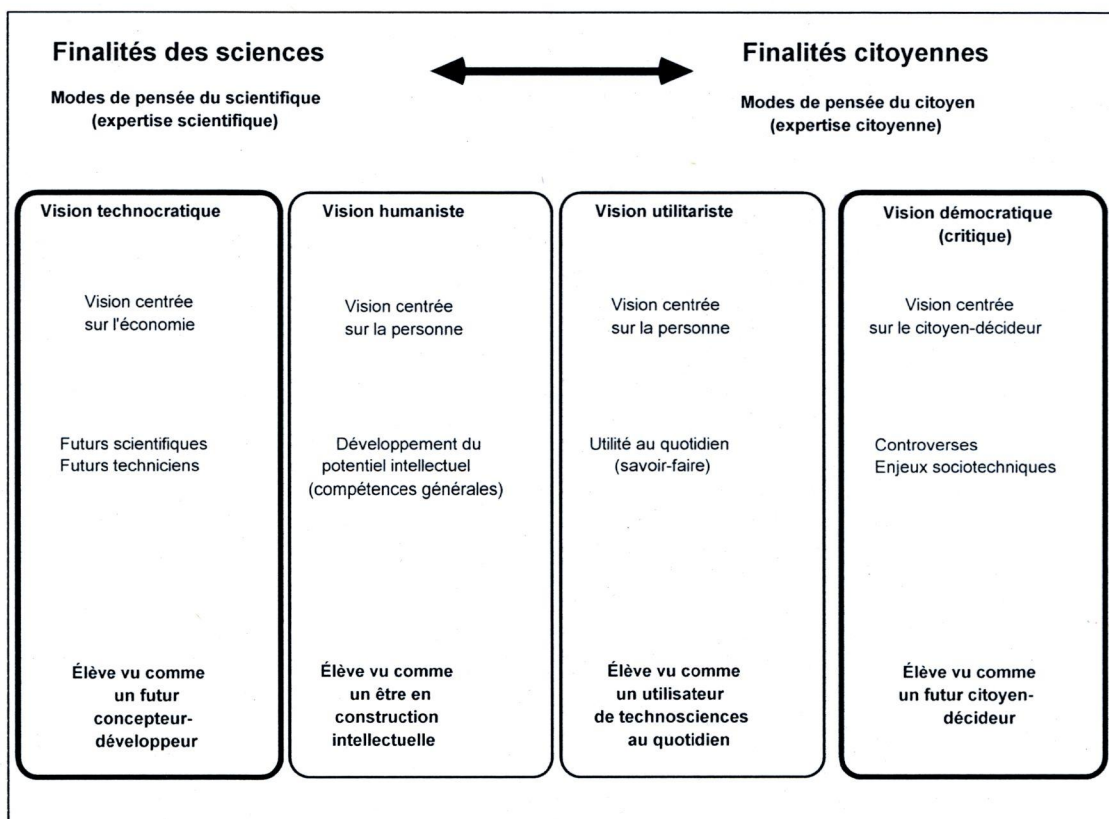 Finalités des sciences
Modes de pensée du scientifique
(expertise scientifique)
Finalités citoyennes
Modes de pensée du citoyen
(expertise citoyenne)
Vision technocratique
Vision centrée
sur l'économie
Futurs scientifiques
Futurs techniciens
Élève vu comme
un futur
concepteur-
développeur
Vision humaniste
Vision centrée
sur la personne
Développement du
potentiel intellectuel
(compétences générales)
Élève vu comme
un être en
construction
intellectuelle
Vision utilitariste
Vision centrée
sur la personne
Utilité au quotidien
(savoir-faire)
Élève vu comme
un utilisateur
de technosciences
au quotidien
Vision démocratique
(critique)
Vision centrée
sur le citoyen-décideur
Controverses
Enjeux sociotechniques
Élève vu comme
un futur citoyen-
décideur